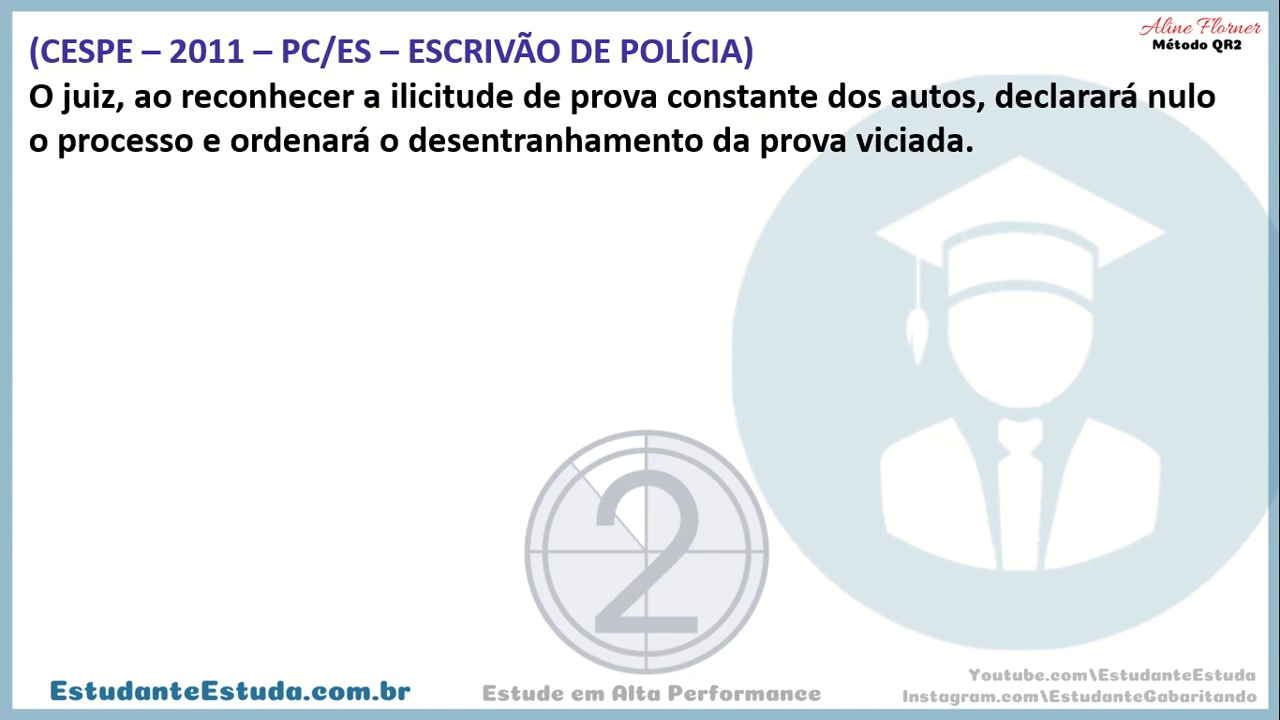 Aline Florner
Método QR2
(CESPE – 2011 – PC/ES – ESCRIVÃO DE POLÍCIA)
O juiz, ao reconhecer a ilicitude de prova constante dos autos, declarará nulo
o processo e ordenará o desentranhamento da prova viciada.
2
EstudanteEstuda.com.br
Estude em Alta Performance
Youtube.com\EstudanteEstuda
Instagram.com\EstudanteGabaritando